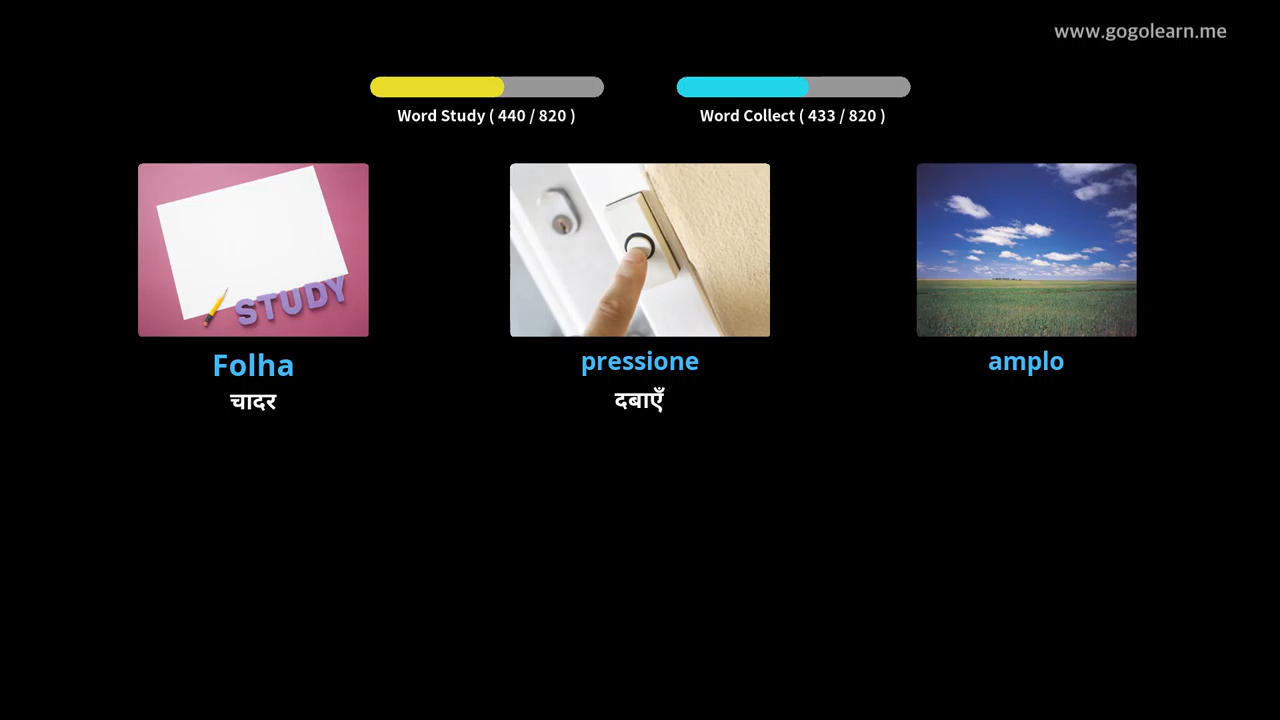 www.gogolearn.me
Word Study ( 440 / 820 )
Word Collect ( 433 / 820 )
STUDY
Folha
pressione
amplo
चादर
दबाएँ